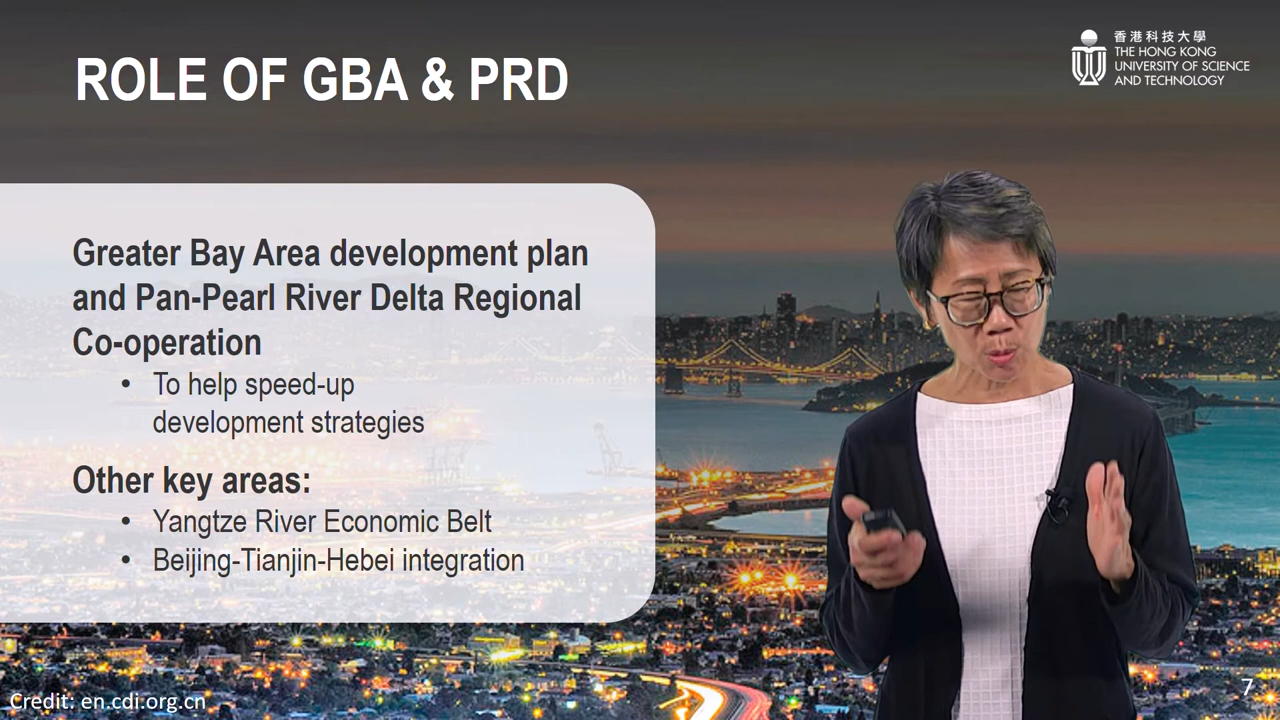 ROLE OF GBA & PRD
香港科技大學
THE HONG KONG
UNIVERSITY OF SCIENCE
AND TECHNOLOGY
Greater Bay Area development plan
and Pan-Pearl River Delta Regional
Co-operation
• To help speed-up
development strategies
Other key areas:
• Yangtze River Economic Belt
• Beijing-Tianjin-Hebei integration
Credit: en.cdi.org.cn
7